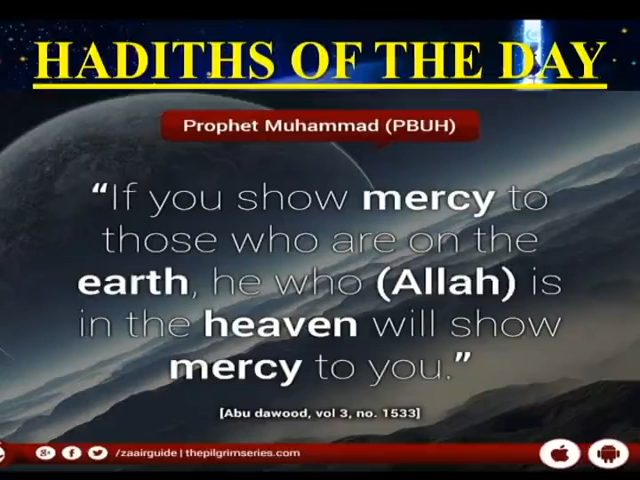 HADITHS OF THE DAY
Prophet Muhammad (PBUH)
“If you show mercy to
those who are on the
earth, he who (Allah) is
in the heaven will show
mercy to you.”
[Abu dawood, vol 3, no. 1533]
/zaairguide | thepilgrimseries.com